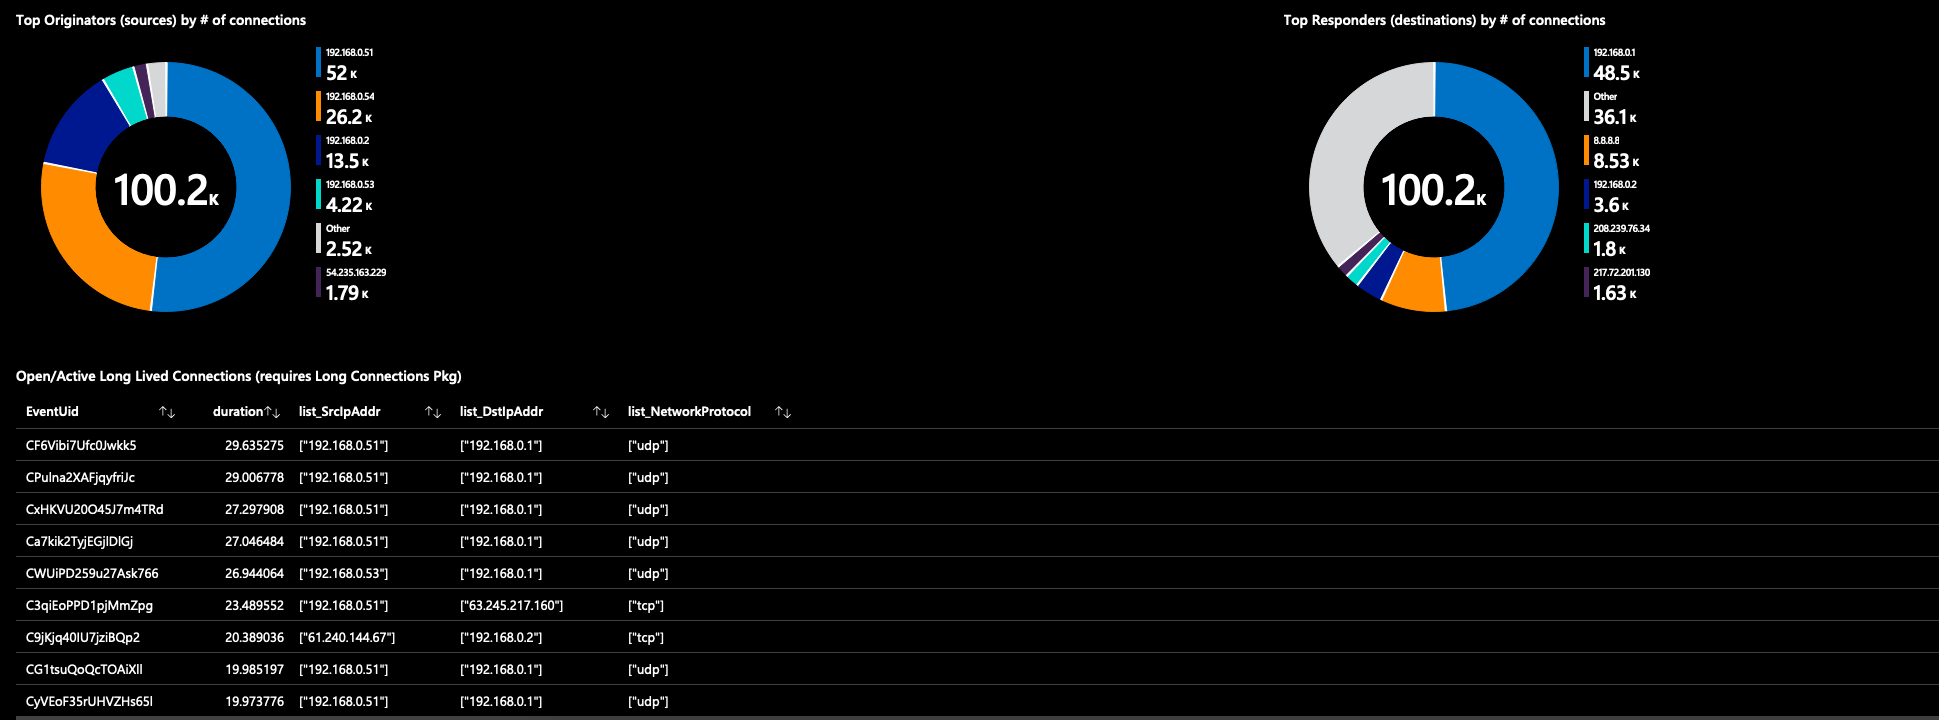 Top Originators (sources) by # of connections
192.168.0.51
52 K
192.168.0.54
26.2 K
192.168.0.2
13.5 K
192.168.0.53
4.22 K
Other
2.52 K
54.235.163.229
1.79 K
100.2K
Top Responders (destinations) by # of connections
192.168.0.1
48.5 K
Other
36.1 K
8.8.8.8
8.53 K
192.168.0.2
3.6 K
208.239.76.34
1.8 K
217.72.201.130
1.63 K
100.2K
Open/Active Long Lived Connections (requires Long Connections Pkg)
EventUid ↑↓ duration↑↓ list_SrcIpAddr ↑↓ list_DstIpAddr ↑↓ list_NetworkProtocol ↑↓
CF6Vibi7Ufc0Jwkk5 29.635275 ["192.168.0.51"] ["192.168.0.1"] ["udp"]
CPulna2XAFjqyfriJc 29.006778 ["192.168.0.51"] ["192.168.0.1"] ["udp"]
CxHKVU20O45J7m4TRd 27.297908 ["192.168.0.51"] ["192.168.0.1"] ["udp"]
Ca7kik2TyjEGjlDlGj 27.046484 ["192.168.0.51"] ["192.168.0.1"] ["udp"]
CWUiPD259u27Ask766 26.944064 ["192.168.0.53"] ["192.168.0.1"] ["udp"]
C3qiEoPPD1pjMmZpg 23.489552 ["192.168.0.51"] ["63.245.217.160"] ["tcp"]
C9jKjq40IU7jziBQp2 20.389036 ["61.240.144.67"] ["192.168.0.2"] ["tcp"]
CG1tsuQoQcTOAiXll 19.985197 ["192.168.0.51"] ["192.168.0.1"] ["udp"]
CyVEoF35rUHVZHs65l 19.973776 ["192.168.0.51"] ["192.168.0.1"] ["udp"]